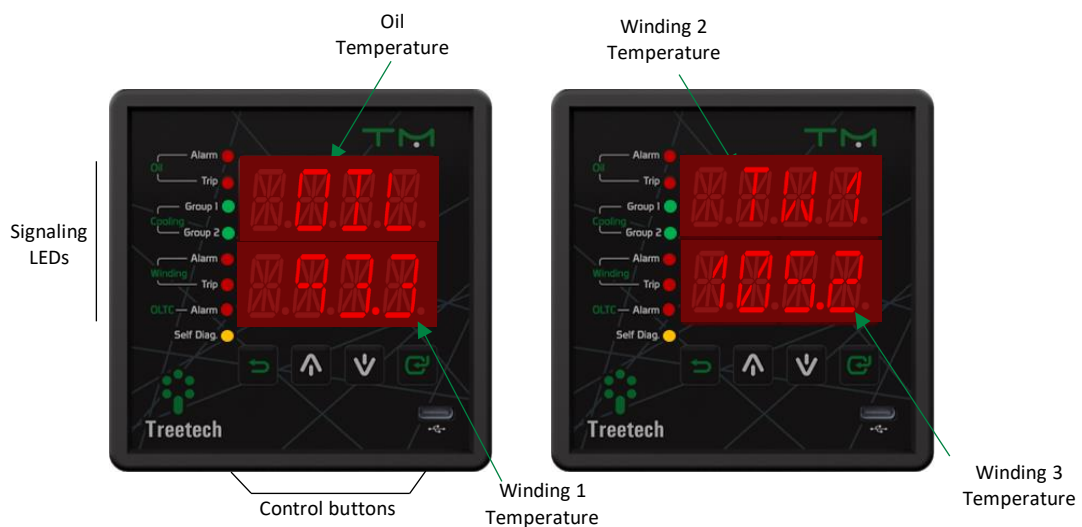 Oil
Temperature
Winding 2
Temperature
TM
Alarm
Oil
Trip
OIL
Group 1
Cooling
Group 2
Alarm
Winding
Trip
93.3
OLTC
Alarm
Self Diag.
Treetech
TM
Alarm
Oil
Trip
TW1
Group 1
Cooling
Group 2
Alarm
Winding
Trip
105.2
OLTC
Alarm
Self Diag.
Treetech
Signaling
LEDs
Control buttons
Winding 1
Temperature
Winding 3
Temperature